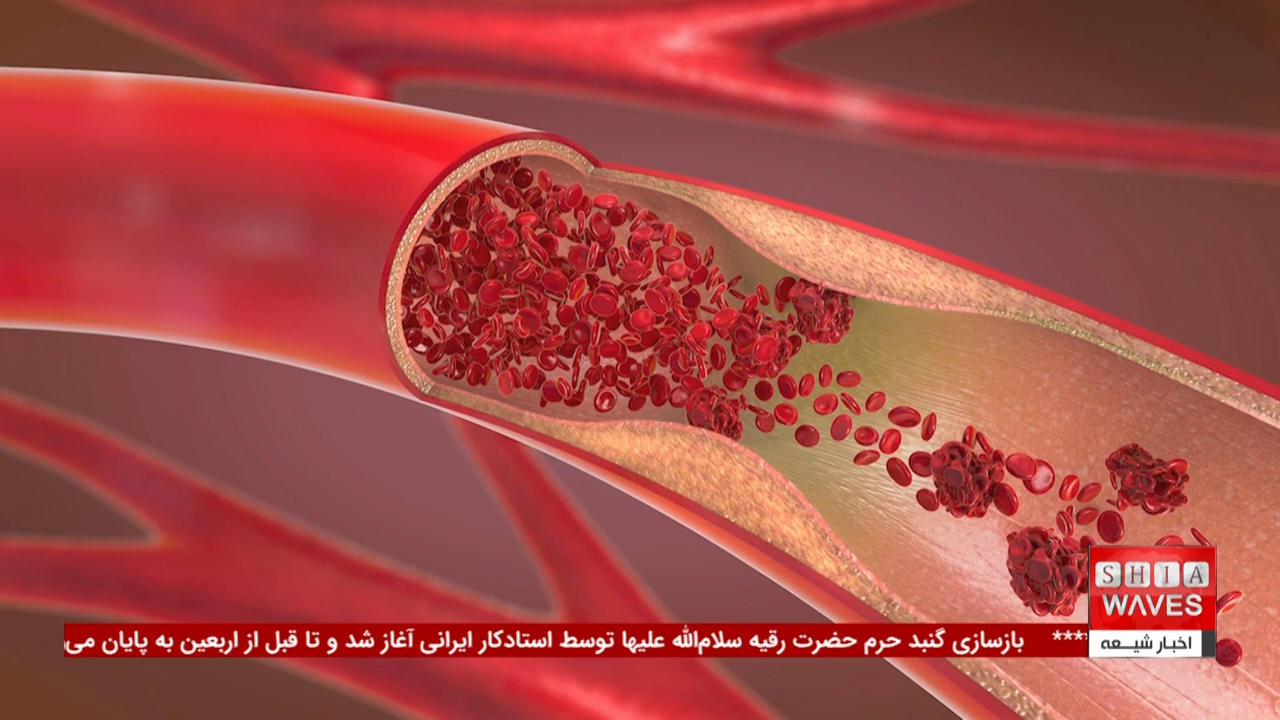 SHIA
WAVES
اخبار شیعه
**** بازسازی گنبد حرم حضرت رقیه سلام‌الله علیها توسط استادکار ایرانی آغاز شد و تا قبل از اربعین به پایان می